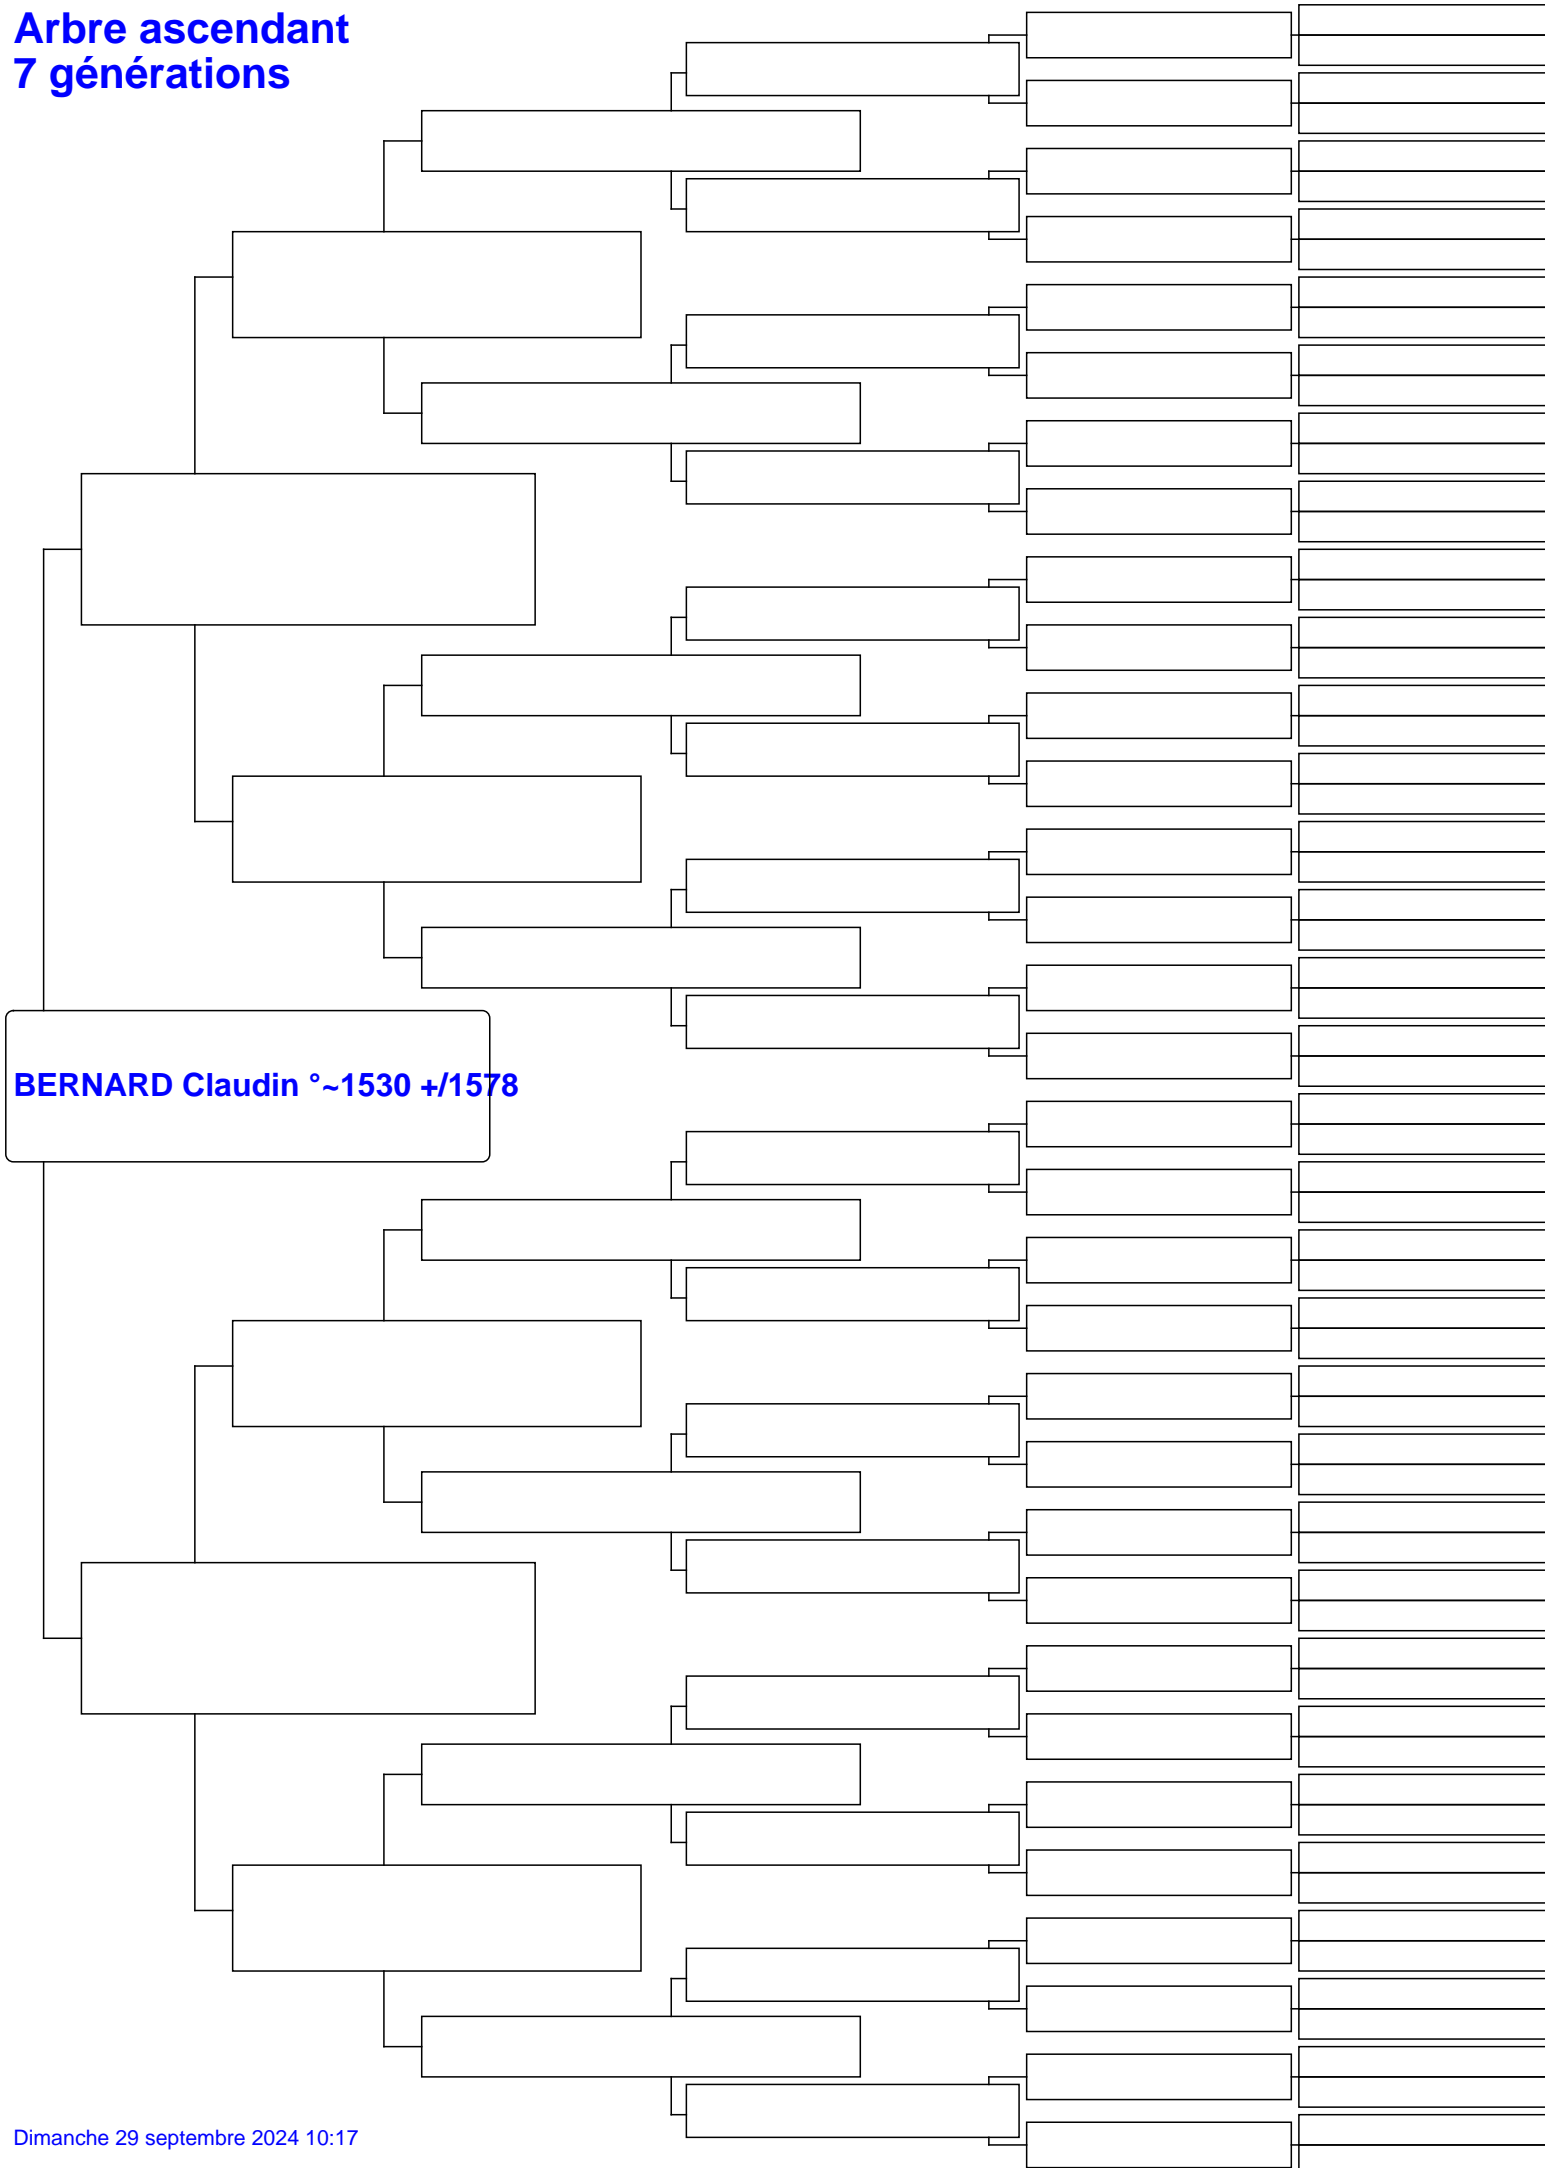 Arbre ascendant
7 générations
BERNARD Claudin °~1530 +/1578
Dimanche 29 septembre 2024 10:17